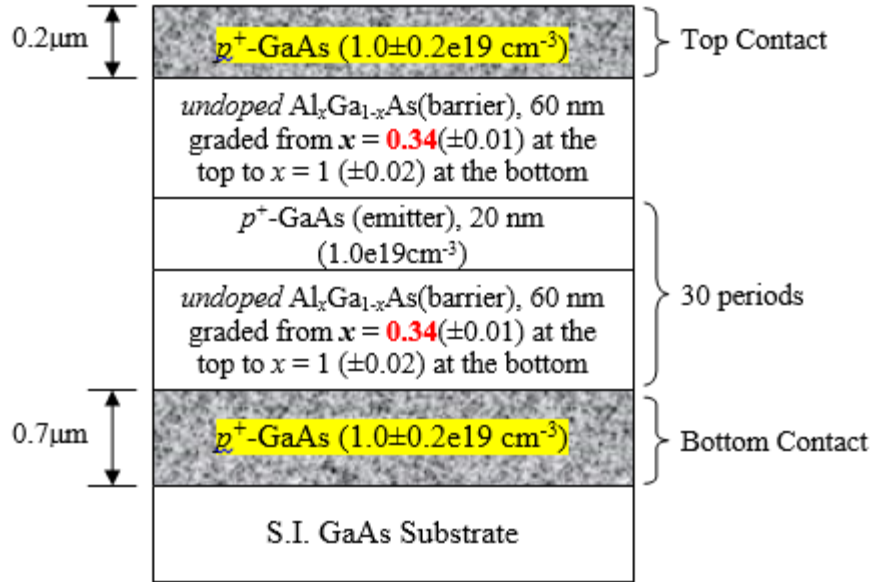 0.2μm
p⁺-GaAs (1.0±0.2e19 cm⁻³)
Top Contact
undoped AlₓGa₁₋ₓAs(barrier), 60 nm
graded from x = 0.34(±0.01) at the
top to x = 1 (±0.02) at the bottom
p⁺-GaAs (emitter), 20 nm
(1.0e19cm⁻³)
undoped AlₓGa₁₋ₓAs(barrier), 60 nm
graded from x = 0.34(±0.01) at the
top to x = 1 (±0.02) at the bottom
30 periods
0.7μm
p⁺-GaAs (1.0±0.2e19 cm⁻³)
Bottom Contact
S.I. GaAs Substrate